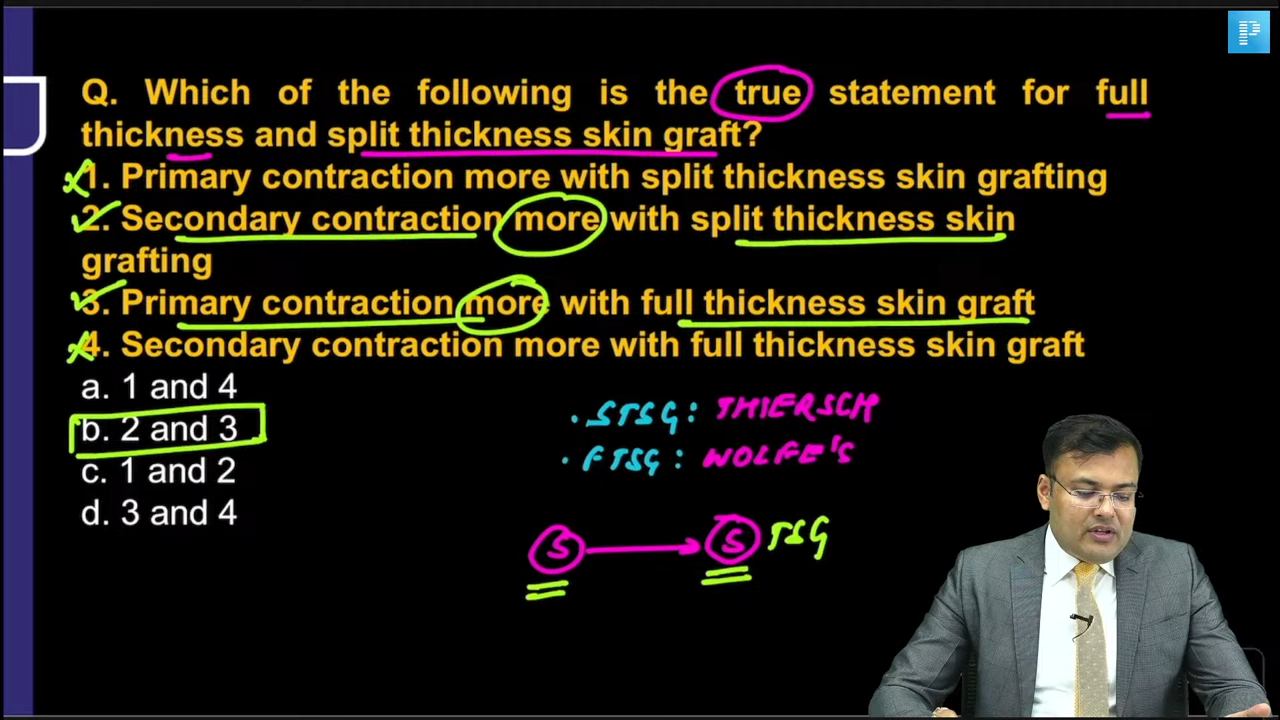 Q. Which of the following is the true statement for full
thickness and split thickness skin graft?
1. Primary contraction more with split thickness skin grafting
2. Secondary contraction more with split thickness skin
grafting
3. Primary contraction more with full thickness skin graft
4. Secondary contraction more with full thickness skin graft
a. 1 and 4
b. 2 and 3
c. 1 and 2
d. 3 and 4
. STSG: THIERSCH
. FTSG: WOLFE'S
S → S TSG
P